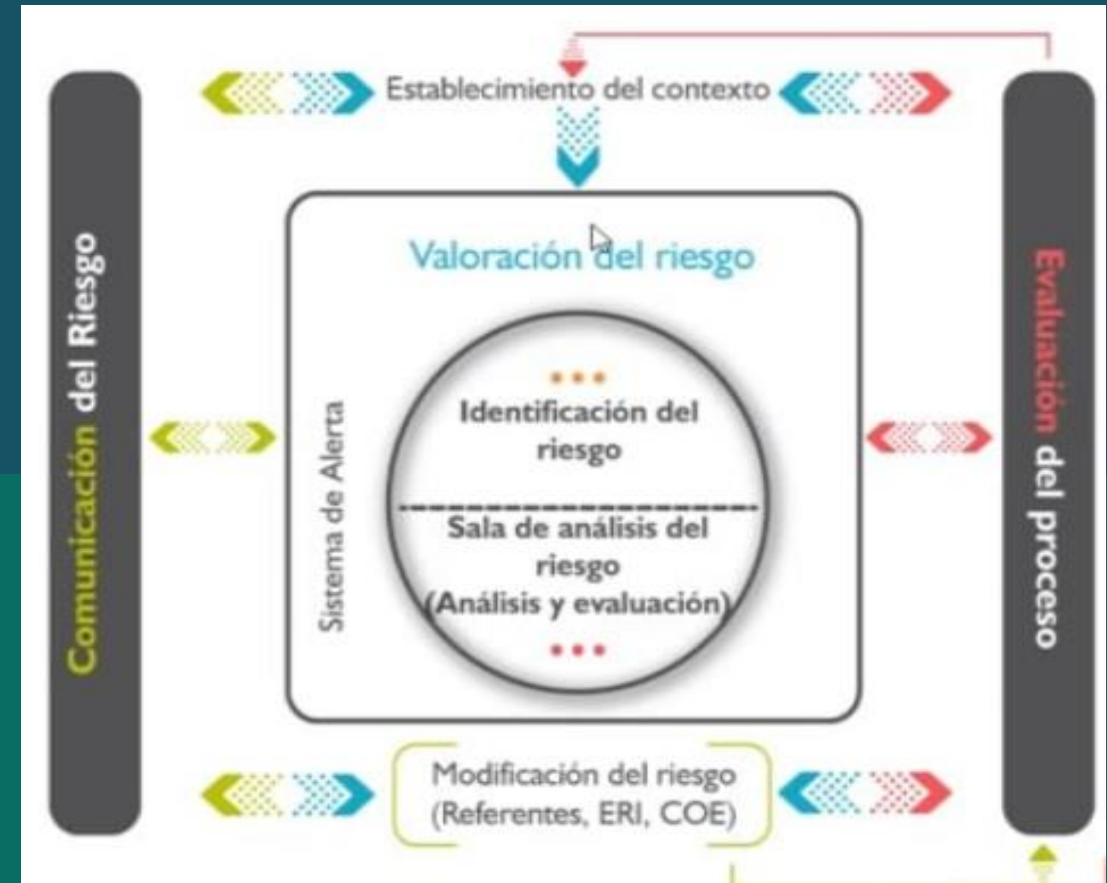 Establecimiento del contexto
Comunicación del Riesgo
Valoración del riesgo
Sistema de Alerta
Identificación del
riesgo
Sala de análisis del
riesgo
(Análisis y evaluación)
Evaluación del proceso
Modificación del riesgo
(Referentes, ERI, COE)